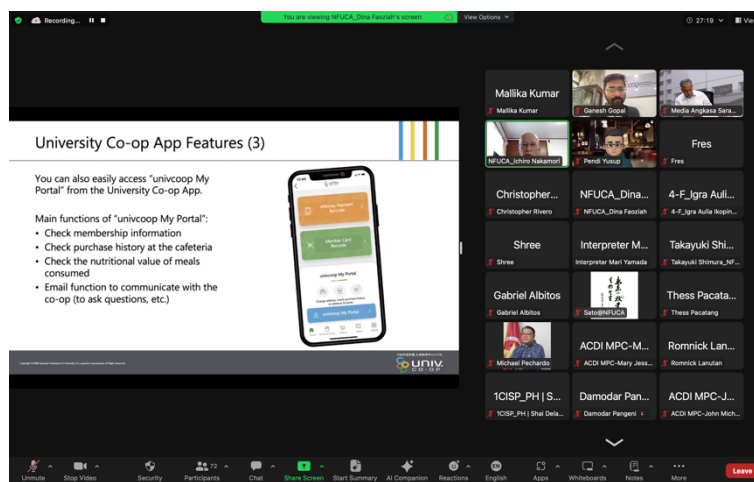 Recording...
You are viewing NFUCA_Dina Faoziah's screen
View Options
27:19
View
University Co-op App Features (3)
You can also easily access "univcoop My
Portal" from the University Co-op App.
Main functions of "univcoop My Portal":
• Check membership information
• Check purchase history at the cafeteria
• Check the nutritional value of meals
consumed
• Email function to communicate with the
co-op (to ask questions, etc.)
Member Card
Barcode
univcoop My Portal
univcoop My Portal
UNIV.
CO-OP
Mallika Kumar
Mallika Kumar
Ganesh Gopal
Media Angkasa Sara...
NFUCA_Ichiro Nakamori
Pendi Yusup
Fres
Fres
Christopher...
Christopher Rivero
NFUCA_Dina...
NFUCA_Dina Faoziah
4-F_Igra Auli...
4-F_Igra Aulia Ikopin...
Shree
Shree
Interpreter M...
Interpreter Mari Yamada
Takayuki Shi...
Takayuki Shimura_NF...
Gabriel Albitos
Gabriel Albitos
Sato@NFUCA
Thess Pacata...
Thess Pacatang
Michael Pechardo
ACDI MPC-M...
ACDI MPC-Mary Jess...
Romnick Lan...
Romnick Lanutan
1CISP_PH | S...
1CISP_PH | Shai Dela...
Damodar Pan...
Damodar Pangeni
ACDI MPC-J...
ACDI MPC-John Mich...
Unmute
Stop Video
Security
72
Participants
Chat
Share Screen
Start Summary
AI Companion
Reactions
EN
English
Apps
Whiteboards
Notes
More
Leave